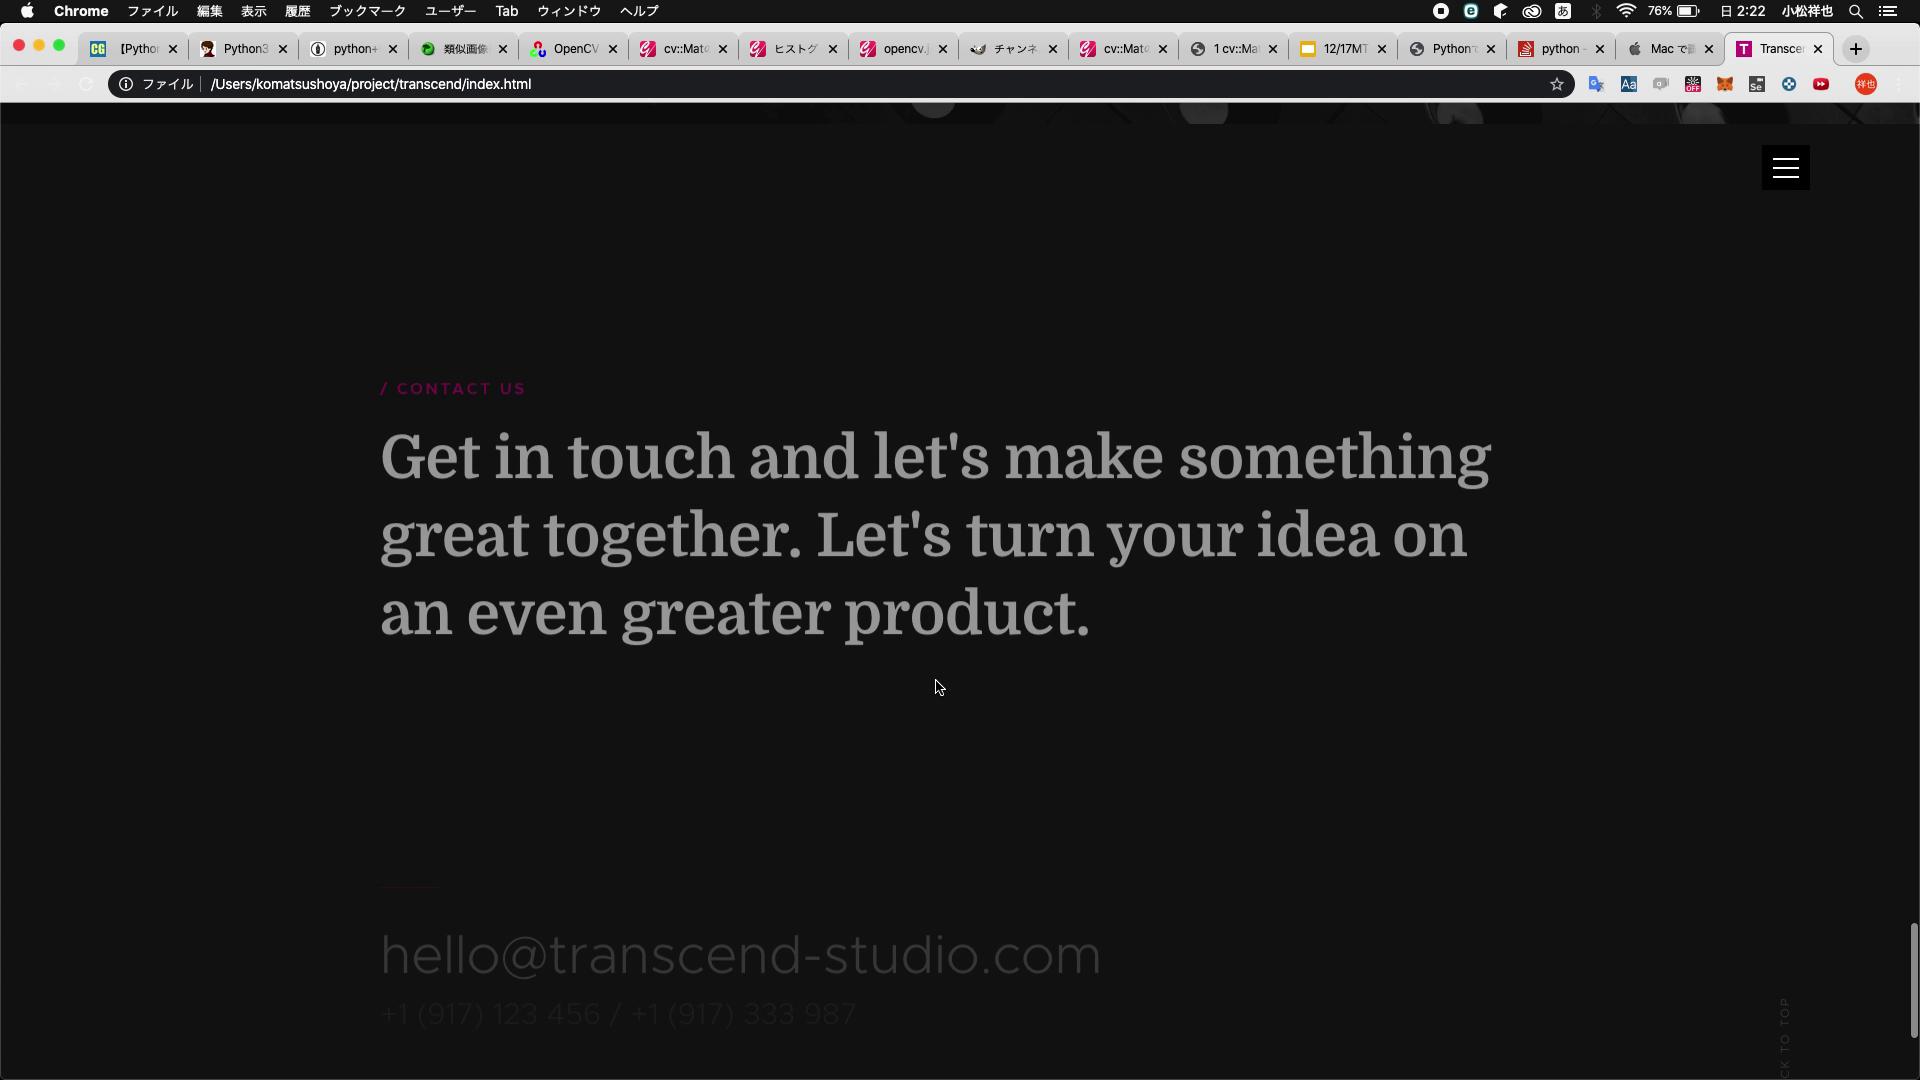 Chrome ファイル 編集 表示 履歴 ブックマーク ユーザー Tab ウィンドウ ヘルプ 76% 日 2:22 小松祥也
【Pytho Python3 python+ 類似画像 OpenCV cv::Mat ヒストグ opencv. チャンネ cv::Mat 1 cv::Ma 12/17MT Python python - Mac で Transce
ファイル /Users/komatsushoya/project/transcend/index.html 祥也
/ CONTACT US
Get in touch and let's make something
great together. Let's turn your idea on
an even greater product.
hello@transcend-studio.com
+1 (917) 123 456 / +1 (917) 333 987
CK TO TOP